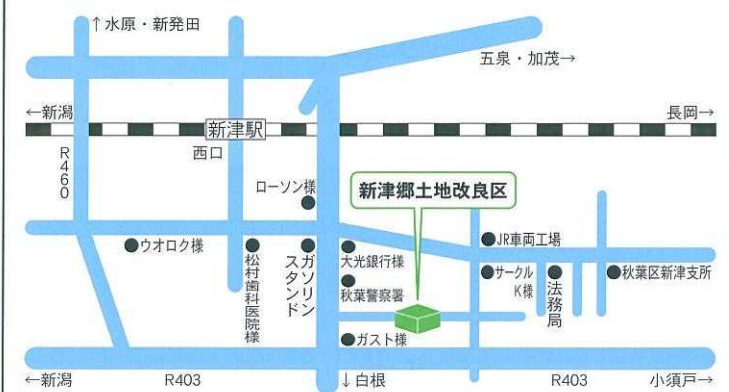 ↑水原・新発田
五泉・加茂→
←新潟
長岡→
新津駅
西口
R460
ローソン様
新津郷土地改良区
ウオロク様
松村歯科医院様
ガソリンスタンド
大光銀行様
秋葉警察署
JR車両工場
サークルK様
法務局
秋葉区新津支所
ガスト様
←新潟
R403
↓白根
R403
小須戸→